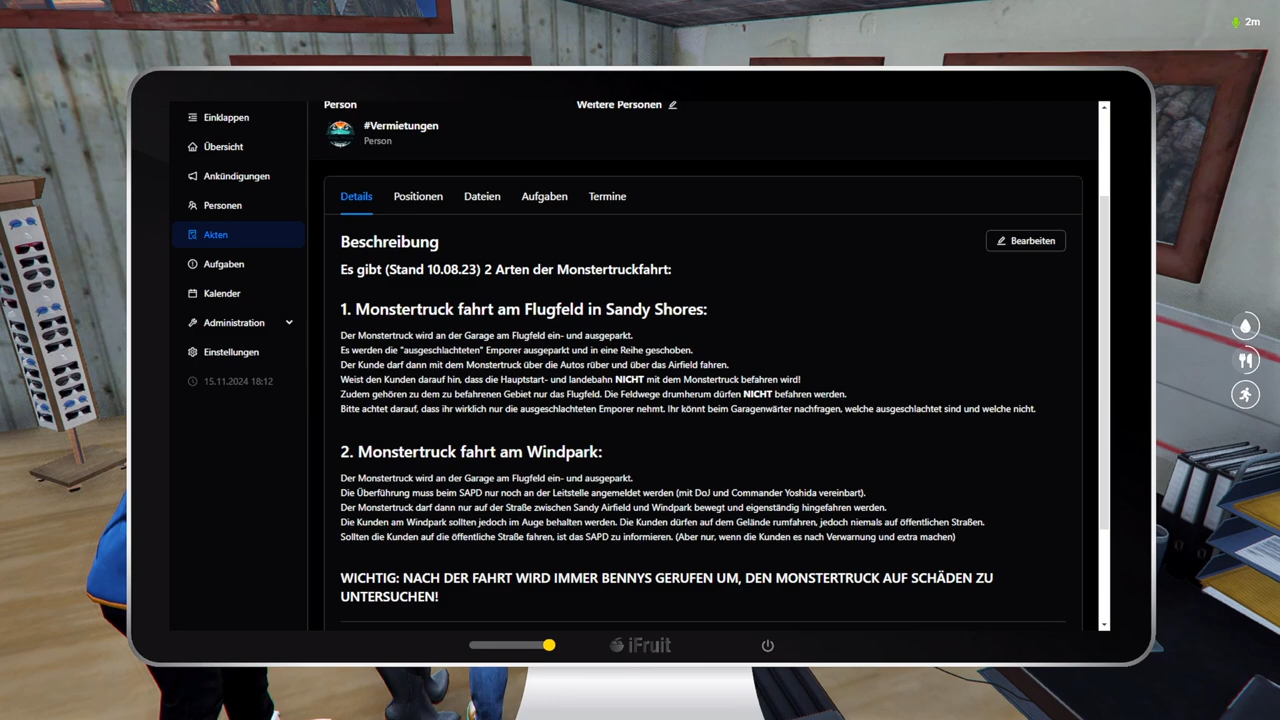 2m
Person
Weitere Personen
#Vermietungen
Person
Einklappen
Übersicht
Ankündigungen
Personen
Akten
Aufgaben
Kalender
Administration
Einstellungen
15.11.2024 18:12
Details
Positionen
Dateien
Aufgaben
Termine
Beschreibung
Bearbeiten
Es gibt (Stand 10.08.23) 2 Arten der Monstertruckfahrt:
1. Monstertruck fahrt am Flugfeld in Sandy Shores:
Der Monstertruck wird an der Garage am Flugfeld ein- und ausgeparkt.
Es werden die "ausgeschlachteten" Emporer ausgeparkt und in eine Reihe geschoben.
Der Kunde darf dann mit dem Monstertruck über die Autos rüber und über das Airfield fahren.
Weist den Kunden darauf hin, dass die Hauptstart- und landebahn NICHT mit dem Monstertruck befahren wird!
Zudem gehören zu dem zu befahrenen Gebiet nur das Flugfeld. Die Feldwege drumherum dürfen NICHT befahren werden.
Bitte achtet darauf, dass ihr wirklich nur die ausgeschlachteten Emporer nehmt. Ihr könnt beim Garagenwärter nachfragen, welche ausgeschlachtet sind und welche nicht.
2. Monstertruck fahrt am Windpark:
Der Monstertruck wird an der Garage am Flugfeld ein- und ausgeparkt.
Die Überführung muss beim SAPD nur noch an der Leitstelle angemeldet werden (mit DoJ und Commander Yoshida vereinbart).
Der Monstertruck darf dann nur auf der Straße zwischen Sandy Airfield und Windpark bewegt und eigenständig hingefahren werden.
Die Kunden am Windpark sollten jedoch im Auge behalten werden. Die Kunden dürfen auf dem Gelände rumfahren, jedoch niemals auf öffentlichen Straßen.
Sollten die Kunden auf die öffentliche Straße fahren, ist das SAPD zu informieren. (Aber nur, wenn die Kunden es nach Verwarnung und extra machen)
WICHTIG: NACH DER FAHRT WIRD IMMER BENNYS GERUFEN UM, DEN MONSTERTRUCK AUF SCHÄDEN ZU
UNTERSUCHEN!
iFruit